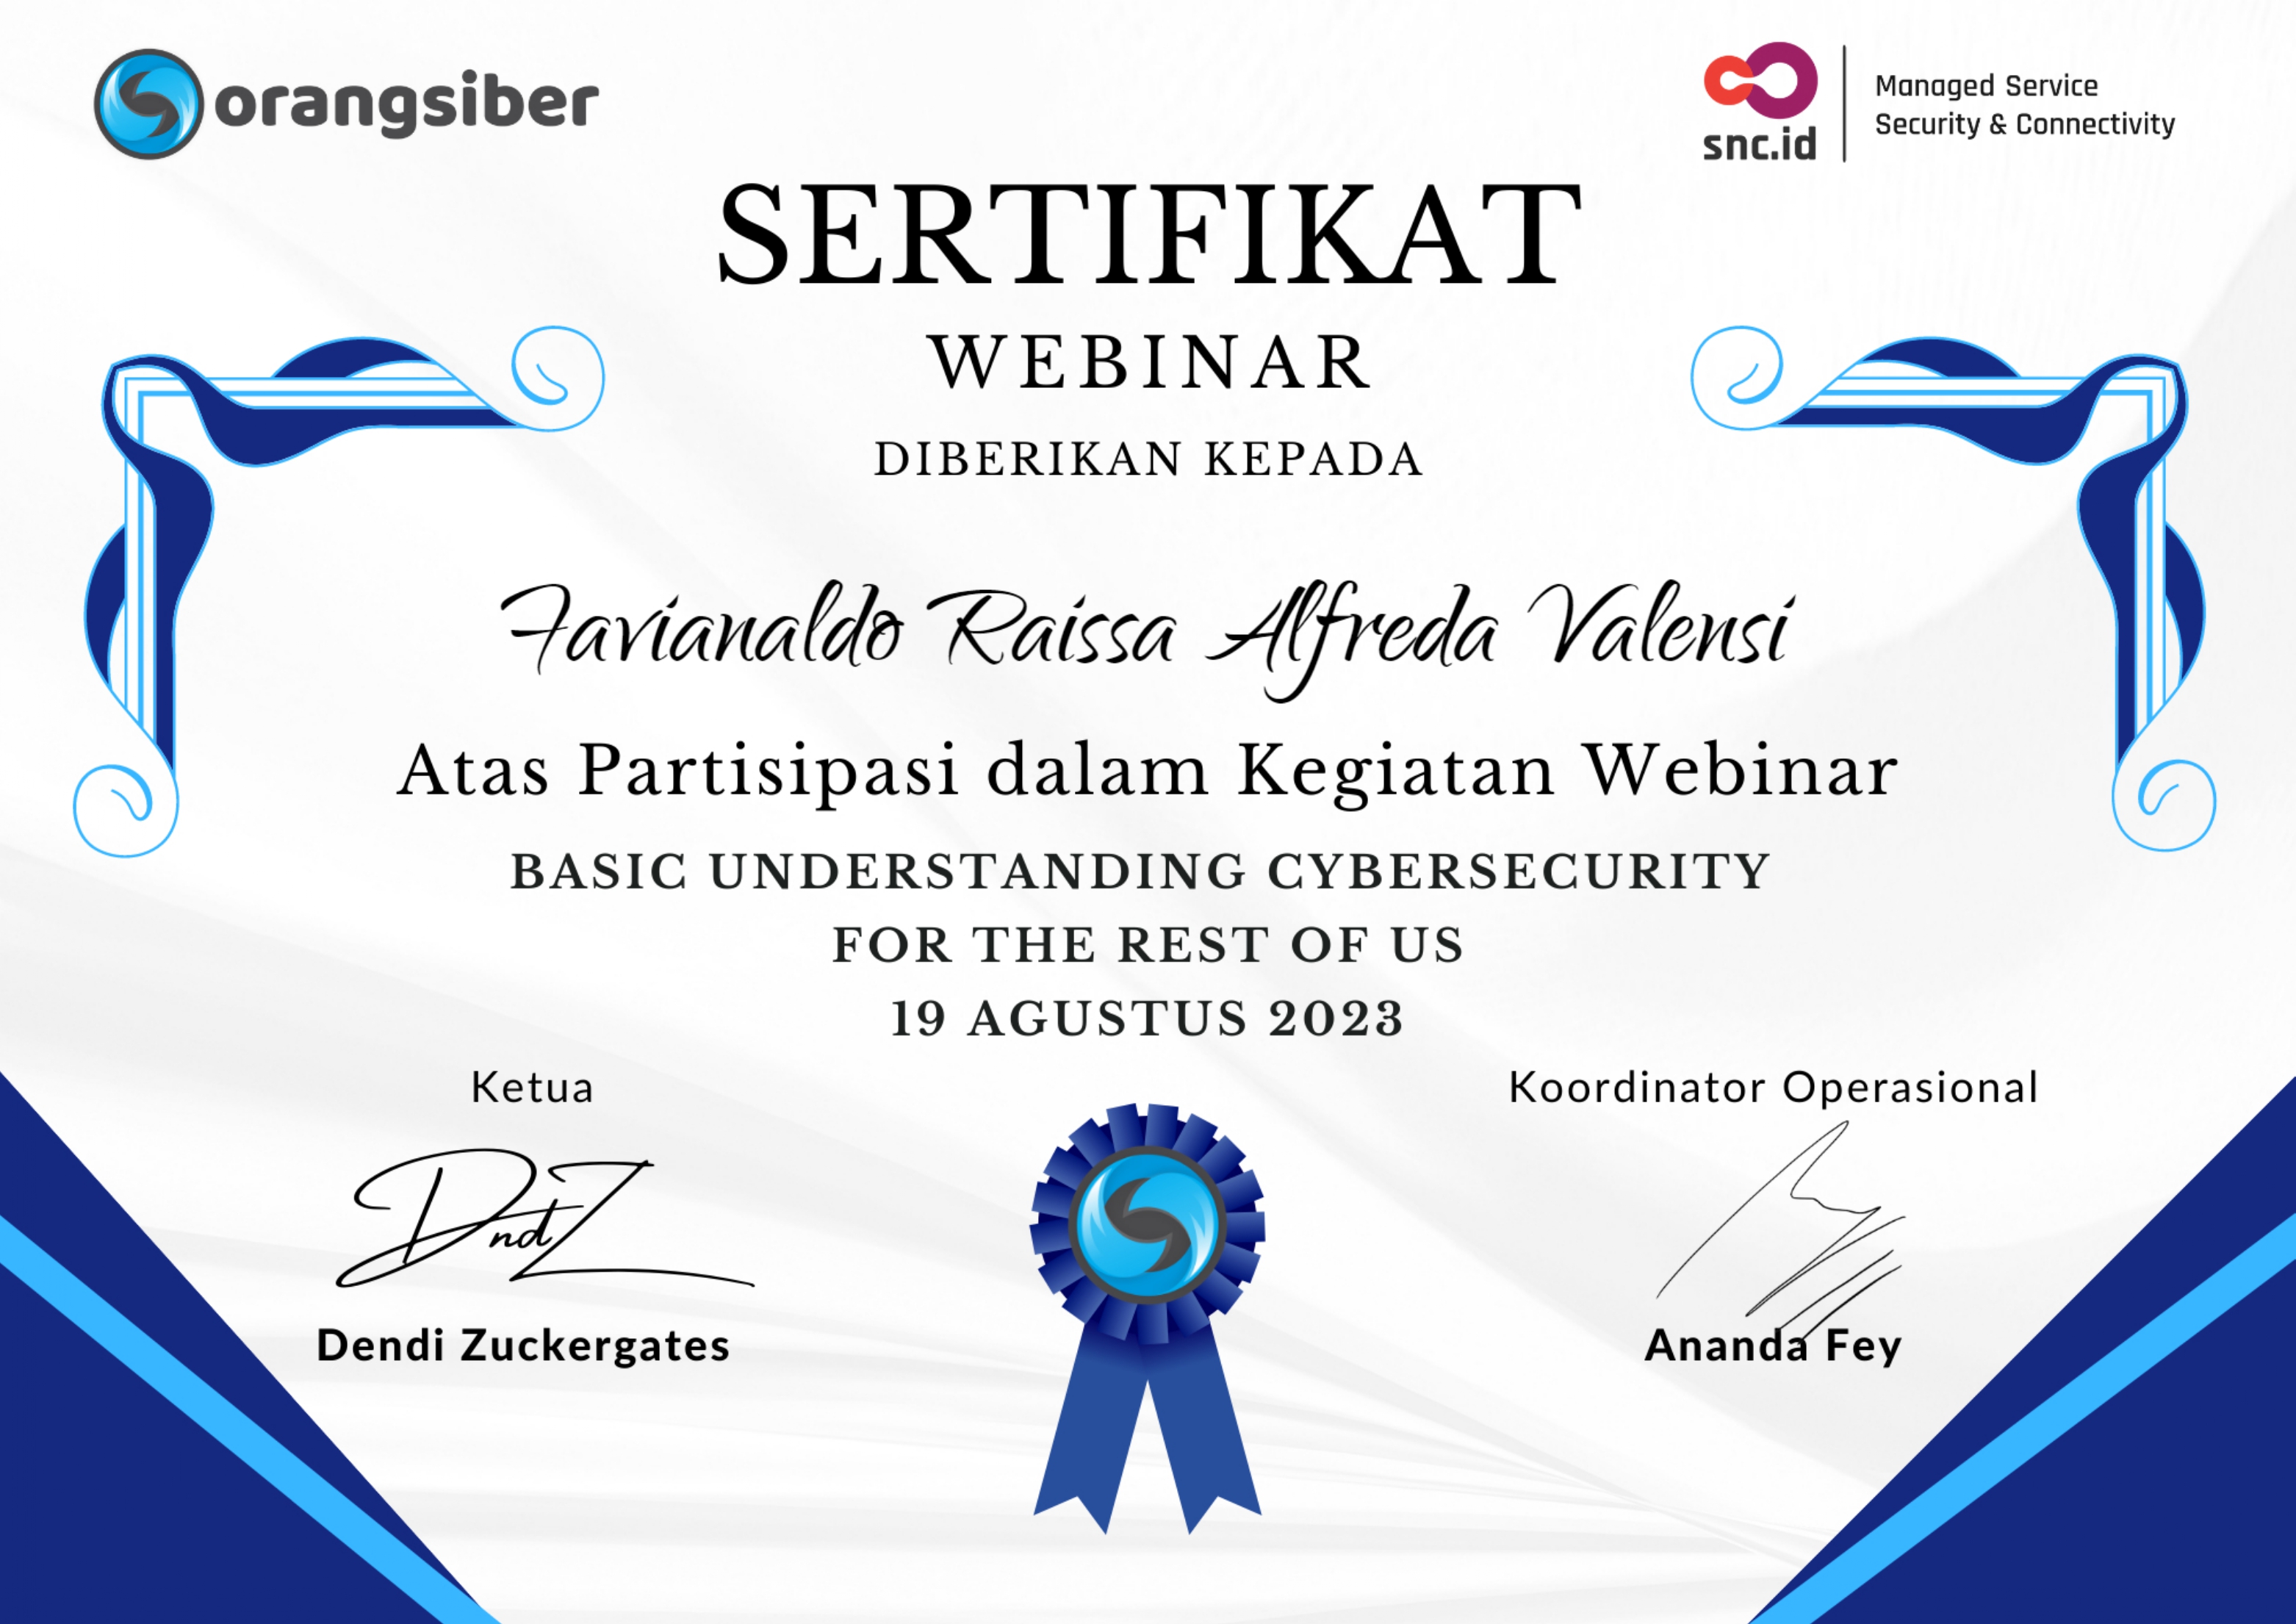 orangsiber
snc.id
Managed Service
Security & Connectivity
SERTIFIKAT
WEBINAR
DIBERIKAN KEPADA
Favianaldo Raissa Alfreda Valensi
Atas Partisipasi dalam Kegiatan Webinar
BASIC UNDERSTANDING CYBERSECURITY
FOR THE REST OF US
19 AGUSTUS 2023
Ketua
DndZ
Dendi Zuckergates
Koordinator Operasional
Ananda Fey